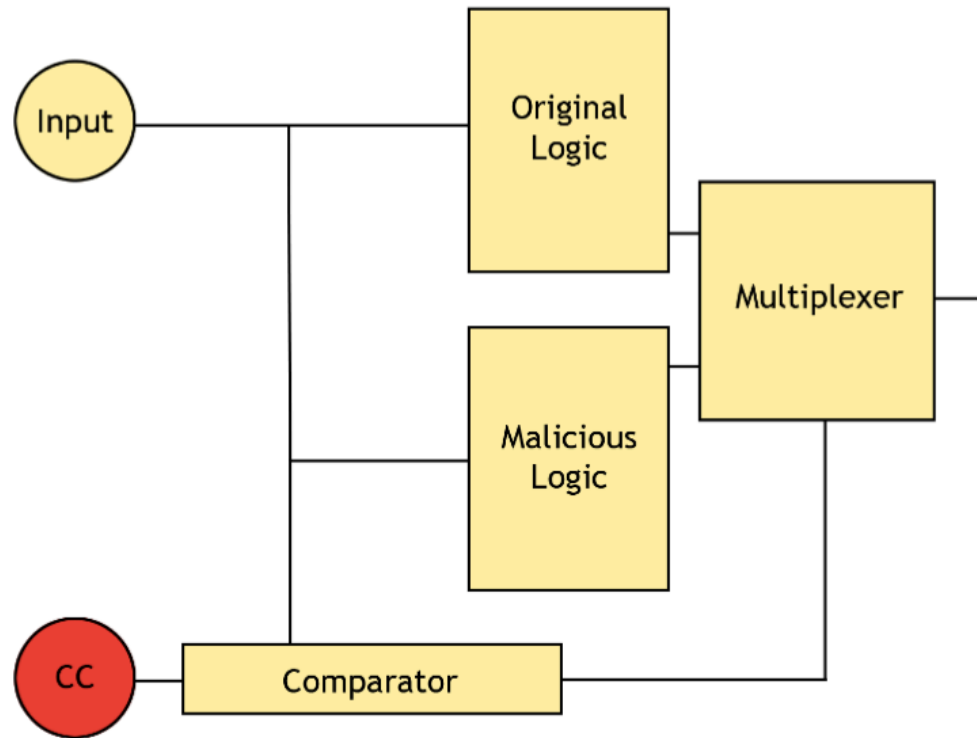 Input
Original
Logic
Multiplexer
Malicious
Logic
CC
Comparator